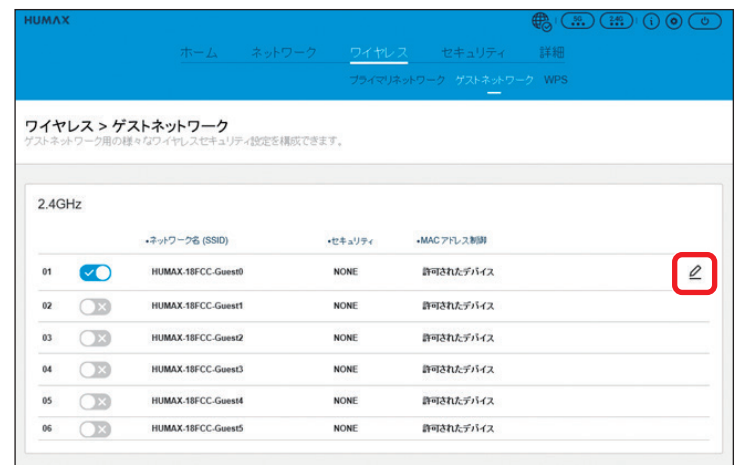 HUMAX 5G 2.4G
ホーム ネットワーク ワイヤレス セキュリティ 詳細
プライマリネットワーク ゲストネットワーク WPS
ワイヤレス > ゲストネットワーク
ゲストネットワーク用の様々なワイヤレスセキュリティ設定を構成できます。
2.4GHz
•ネットワーク名 (SSID) •セキュリティ •MACアドレス制御
01 HUMAX-18FCC-Guest0 NONE 許可されたデバイス
02 HUMAX-18FCC-Guest1 NONE 許可されたデバイス
03 HUMAX-18FCC-Guest2 NONE 許可されたデバイス
04 HUMAX-18FCC-Guest3 NONE 許可されたデバイス
05 HUMAX-18FCC-Guest4 NONE 許可されたデバイス
06 HUMAX-18FCC-Guest5 NONE 許可されたデバイス